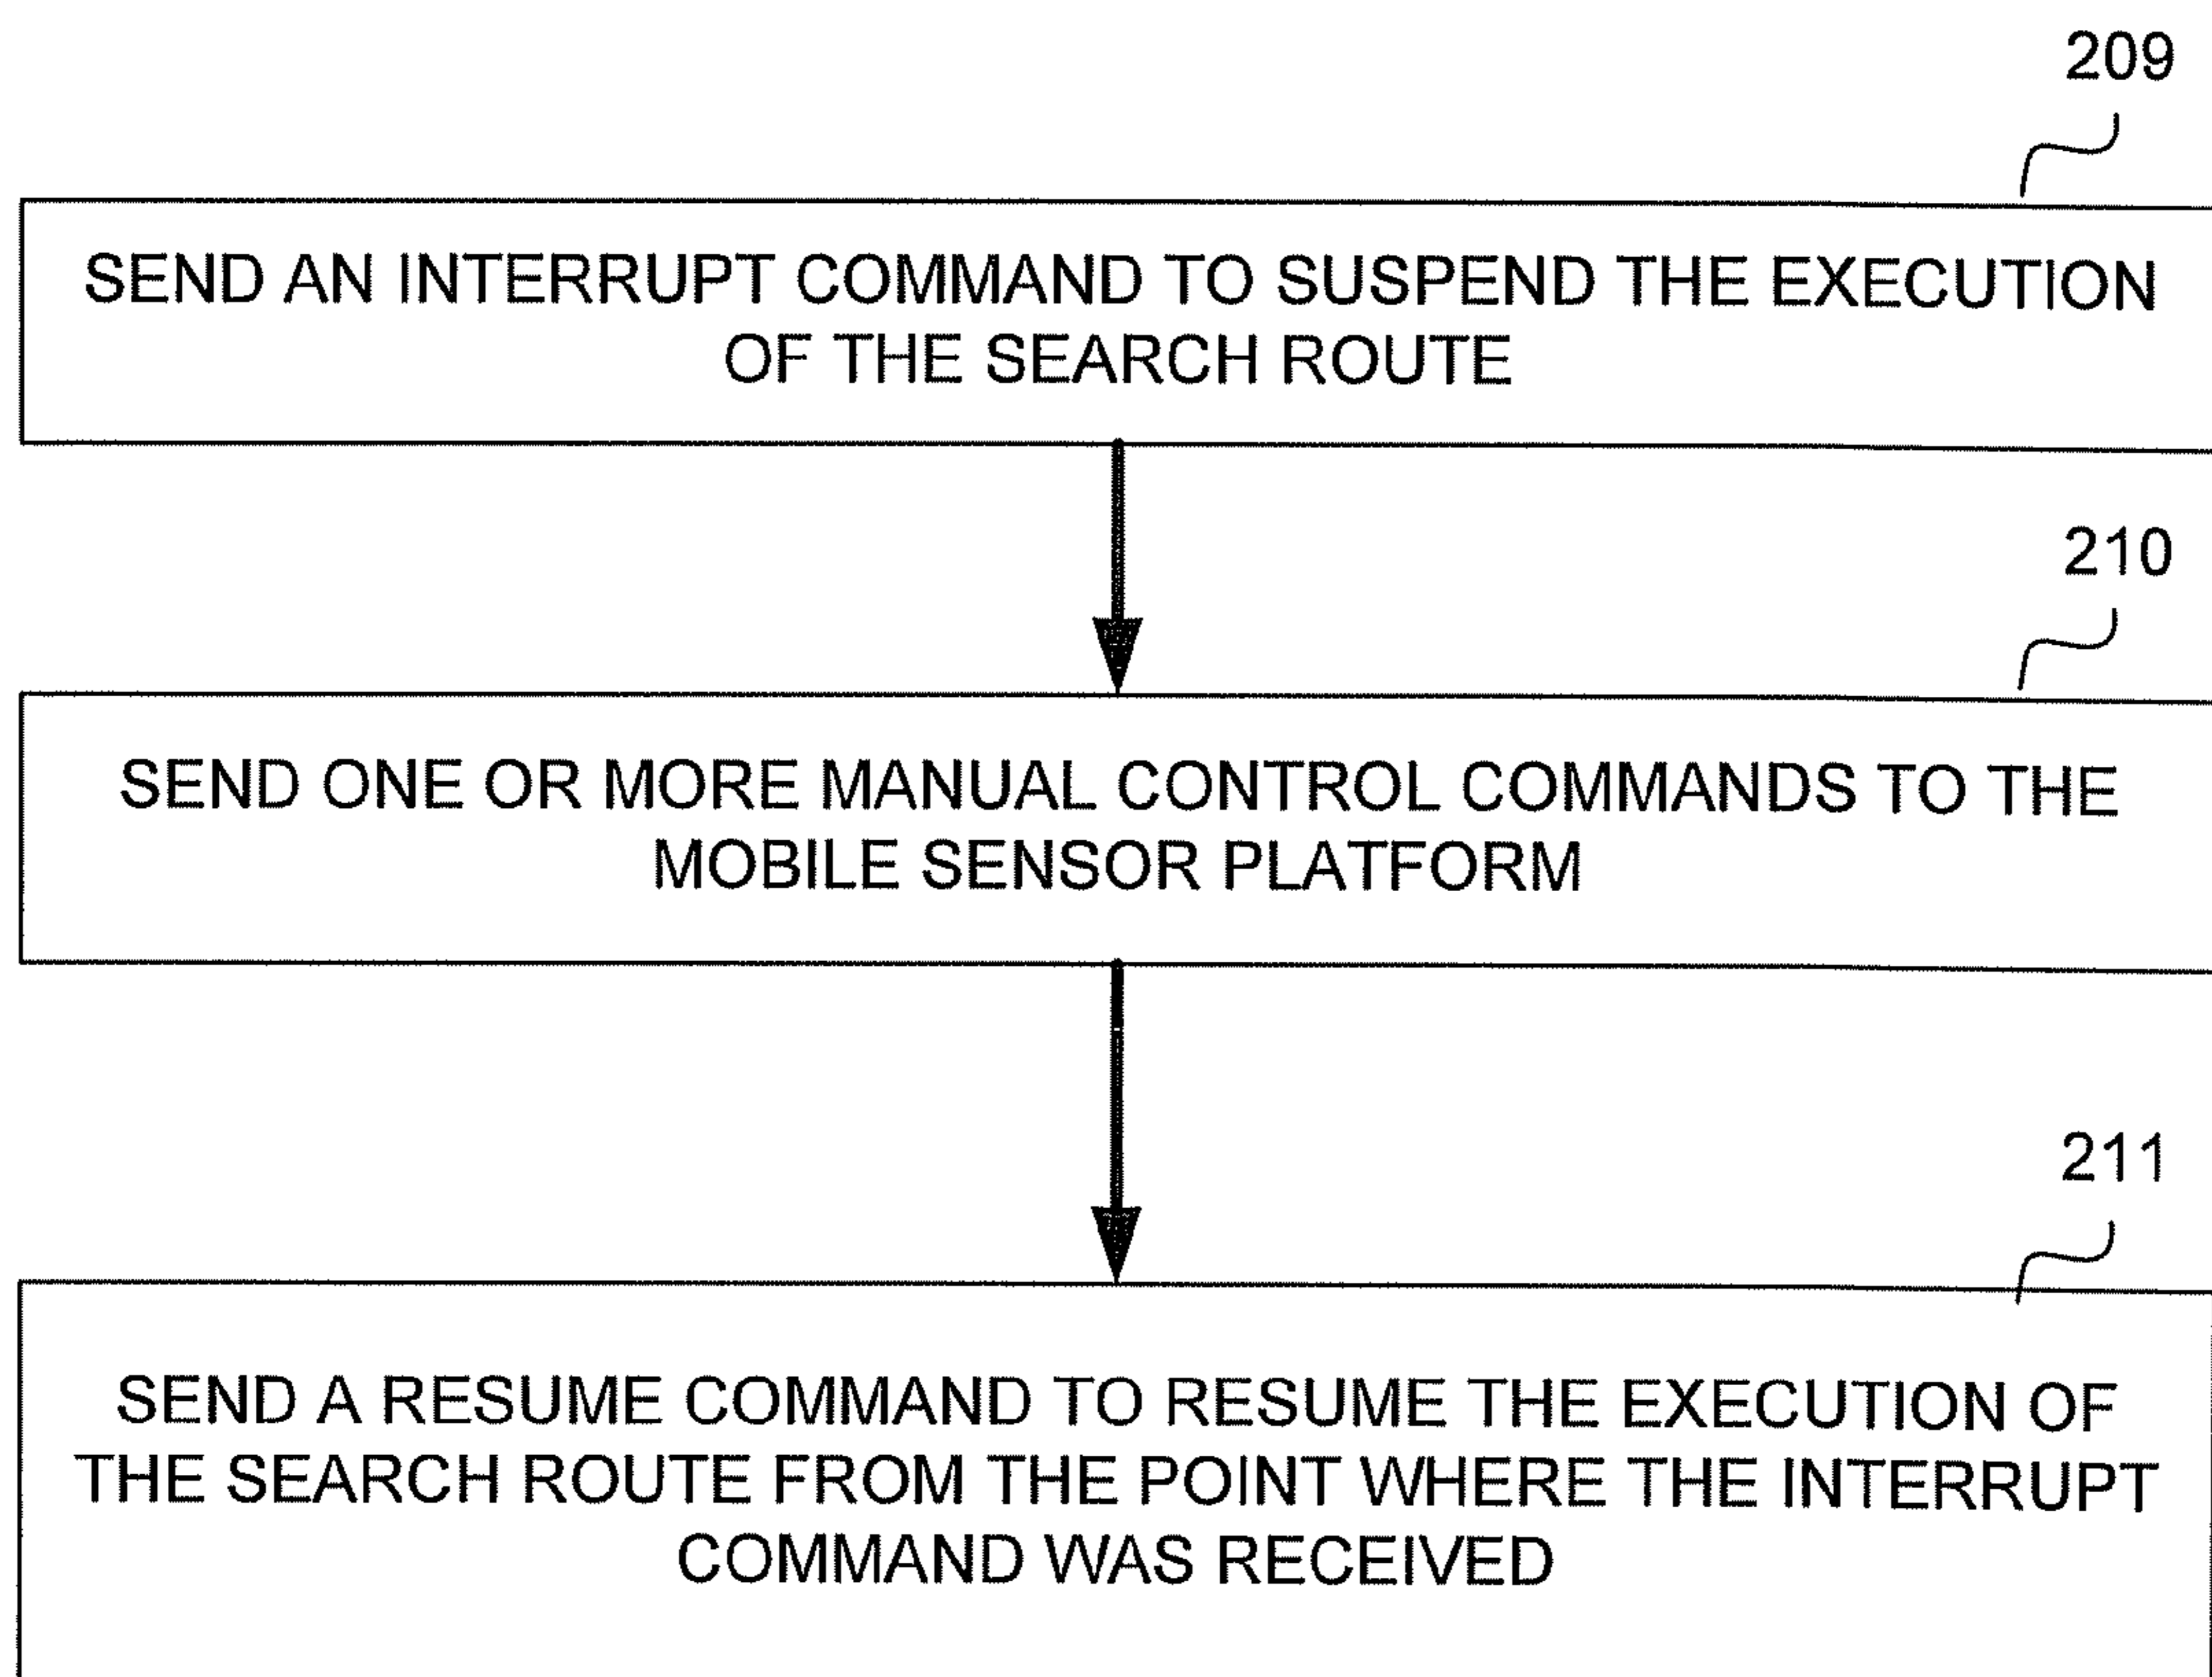 209
SEND AN INTERRUPT COMMAND TO SUSPEND THE EXECUTION
OF THE SEARCH ROUTE
210
SEND ONE OR MORE MANUAL CONTROL COMMANDS TO THE
MOBILE SENSOR PLATFORM
211
SEND A RESUME COMMAND TO RESUME THE EXECUTION OF
THE SEARCH ROUTE FROM THE POINT WHERE THE INTERRUPT
COMMAND WAS RECEIVED